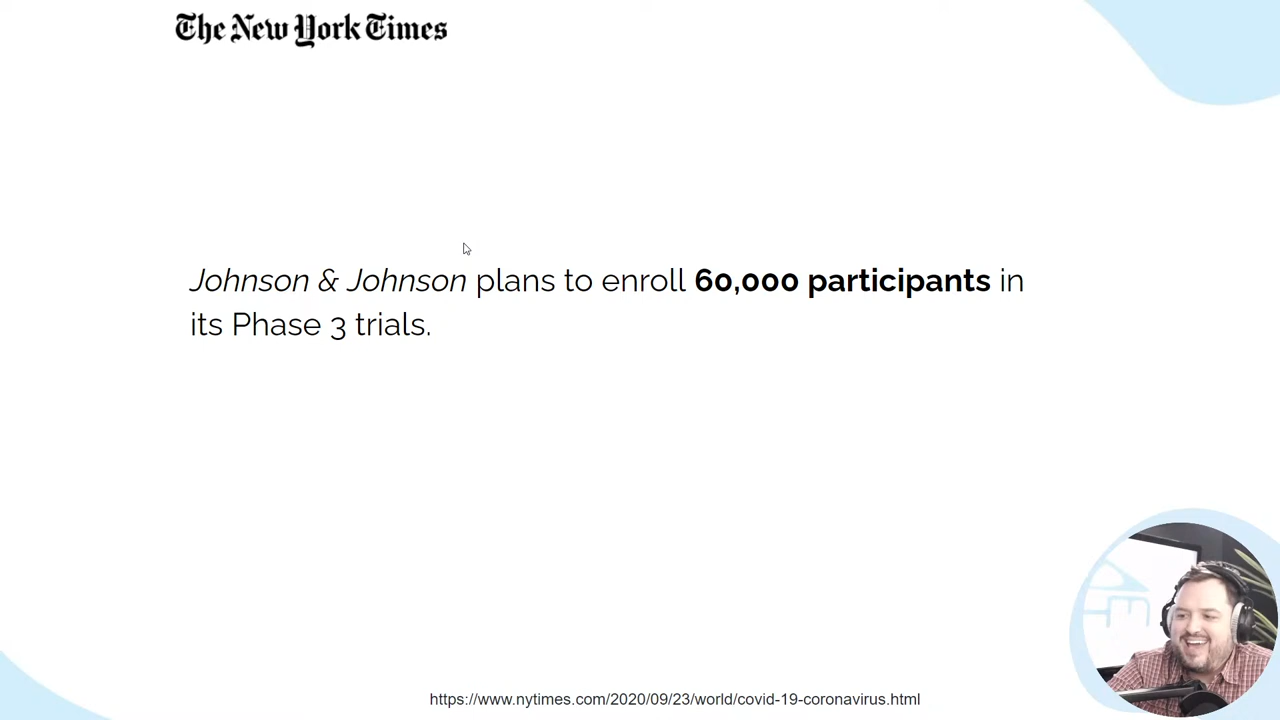 The New York Times
Johnson & Johnson plans to enroll 60,000 participants in
its Phase 3 trials.
https://www.nytimes.com/2020/09/23/world/covid-19-coronavirus.html